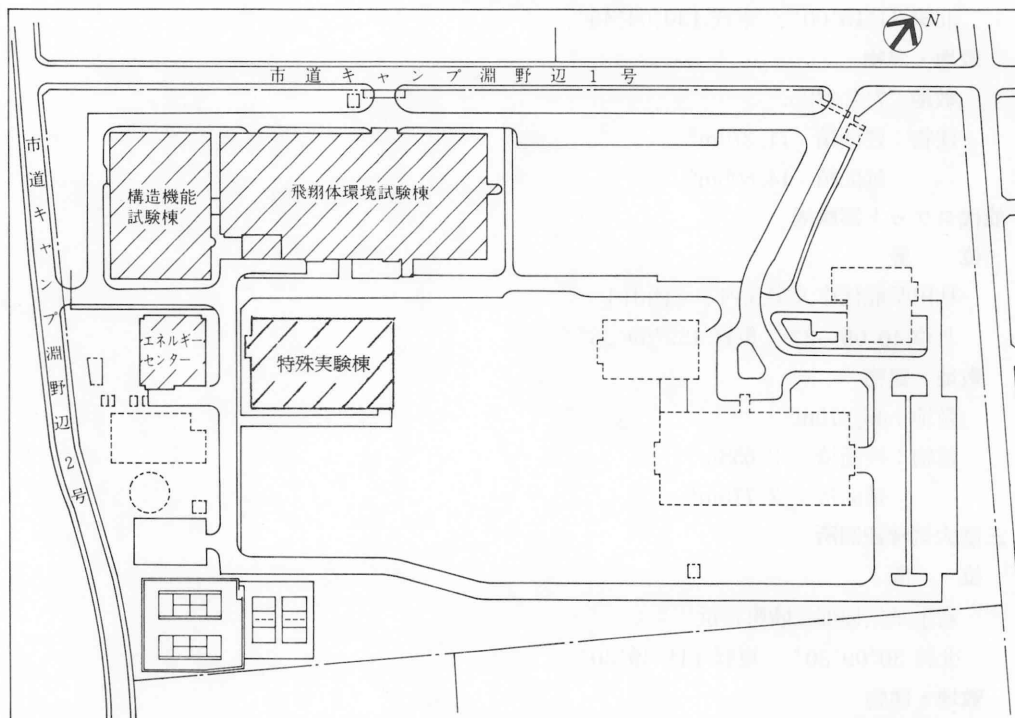 N
市道キャンプ淵野辺1号
市道キャンプ淵野辺2号
構造機能
試験棟
飛翔体環境試験棟
エネルギー
センター
特殊実験棟